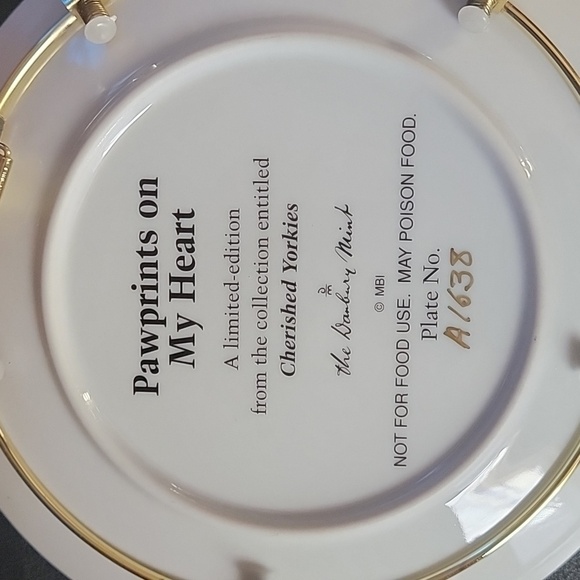 Pawprints on
My Heart
A limited-edition
from the collection entitled
Cherished Yorkies
DM
the Danbury Mint
© MBI
NOT FOR FOOD USE. MAY POISON FOOD.
Plate No.
A1638